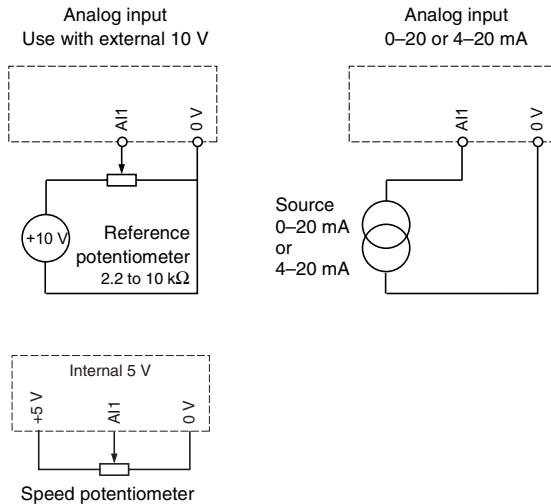 Analog input
Use with external 10 V
AI1
0 V
+10 V
Reference
potentiometer
2.2 to 10 kΩ
Analog input
0–20 or 4–20 mA
AI1
0 V
Source
0–20 mA
or
4–20 mA
Internal 5 V
+5 V
AI1
0 V
Speed potentiometer